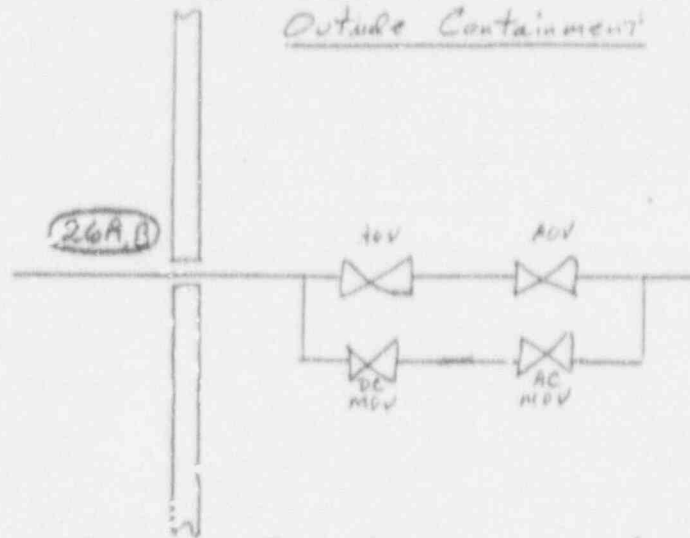 Outside Containment
26A,B
AOV
AOV
DC
MOV
AC
MOV